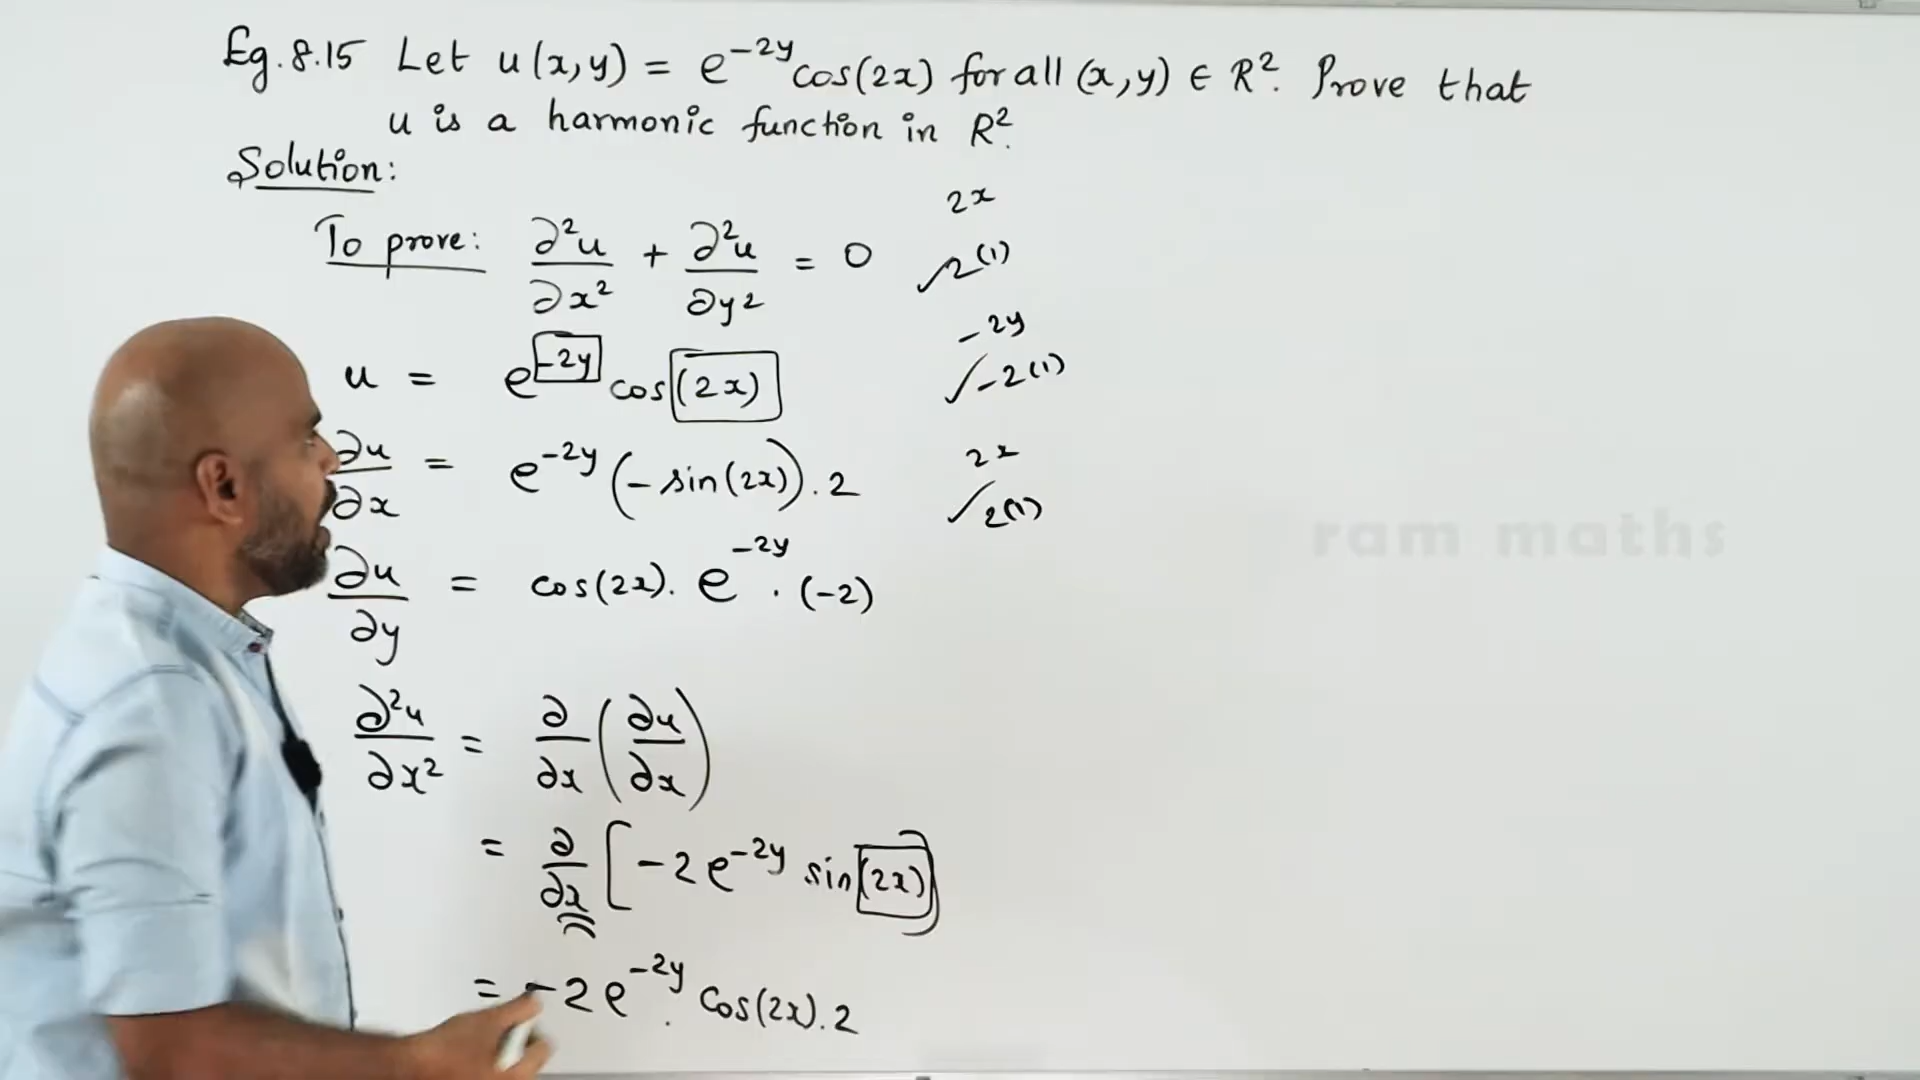 Eg. 8.15 Let u(x,y) = e^{-2y} cos(2x) for all (x,y) ∈ R². Prove that
u is a harmonic function in R².
Solution:
To prove: ∂²u/∂x² + ∂²u/∂y² = 0
2x
2(1)
u = e^{-2y} cos(2x)
-2y
-2(1)
∂u/∂x = e^{-2y} (-sin(2x)).2
2x
2(1)
ram maths
∂u/∂y = cos(2x). e^{-2y} . (-2)
∂²u/∂x² = ∂/∂x (∂u/∂x)
= ∂/∂x [-2e^{-2y} sin(2x)]
= -2e^{-2y} . cos(2x).2